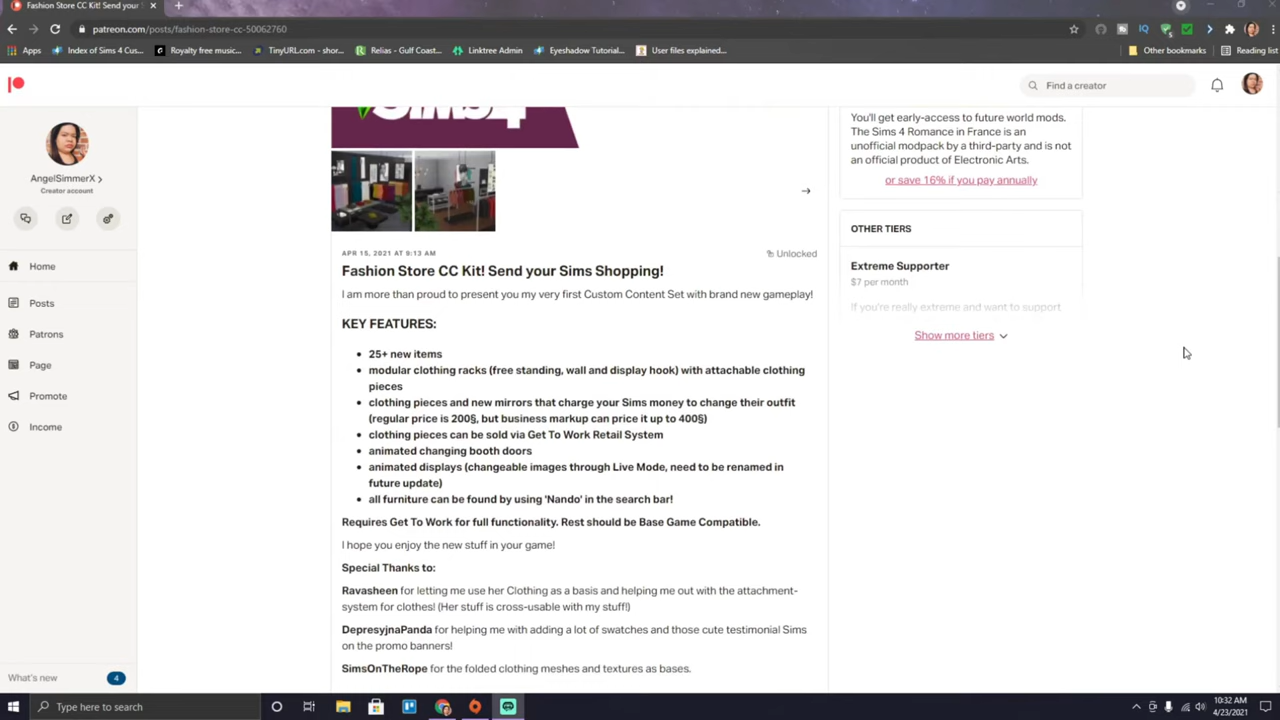 Fashion Store CC Kit! Send your
patreon.com/posts/fashion-store-cc-50062760
Apps
Index of Sims 4 Cus...
Royalty free music...
TinyURL.com - shor...
Relias - Gulf Coast...
Linktree Admin
Eyeshadow Tutorial...
User files explained...
Other bookmarks
Reading list
Find a creator
AngelSimmerX
Creator account
Home
Posts
Patrons
Page
Promote
Income
What's new
4
APR 15, 2021 AT 9:13 AM
Unlocked
Fashion Store CC Kit! Send your Sims Shopping!
I am more than proud to present you my very first Custom Content Set with brand new gameplay!
KEY FEATURES:
• 25+ new items
• modular clothing racks (free standing, wall and display hook) with attachable clothing
pieces
• clothing pieces and new mirrors that charge your Sims money to change their outfit
(regular price is 200§, but business markup can price it up to 400§)
• clothing pieces can be sold via Get To Work Retail System
• animated changing booth doors
• animated displays (changeable images through Live Mode, need to be renamed in
future update)
• all furniture can be found by using 'Nando' in the search bar!
Requires Get To Work for full functionality. Rest should be Base Game Compatible.
I hope you enjoy the new stuff in your game!
Special Thanks to:
Ravasheen for letting me use her Clothing as a basis and helping me out with the attachment-
system for clothes! (Her stuff is cross-usable with my stuff!)
DepresyjnaPanda for helping me with adding a lot of swatches and those cute testimonial Sims
on the promo banners!
SimsOnTheRope for the folded clothing meshes and textures as bases.
You'll get early-access to future world mods.
The Sims 4 Romance in France is an
unofficial modpack by a third-party and is not
an official product of Electronic Arts.
or save 16% if you pay annually
OTHER TIERS
Extreme Supporter
$7 per month
If you're really extreme and want to support
Show more tiers
Type here to search
10:32 AM
4/23/2021